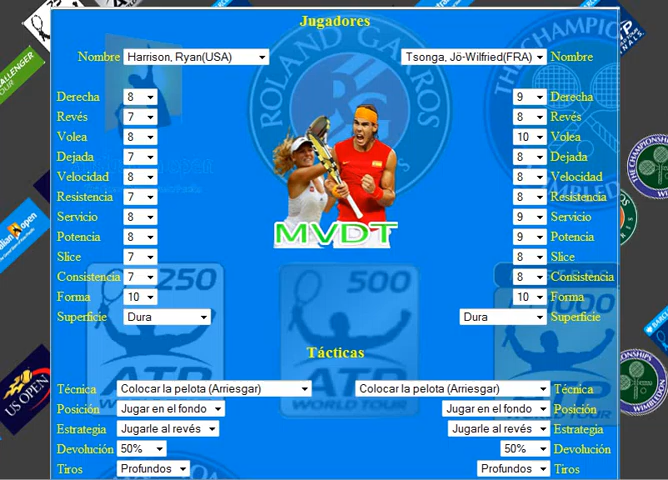 Jugadores
Nombre Harrison, Ryan(USA) Tsonga, Jö-Wilfried(FRA) Nombre
Derecha 8 9 Derecha
Revés 7 8 Revés
Volea 8 10 Volea
Dejada 7 8 Dejada
Velocidad 8 8 Velocidad
Resistencia 7 8 Resistencia
Servicio 8 9 Servicio
Potencia 8 9 Potencia
Slice 7 8 Slice
Consistencia 7 8 Consistencia
Forma 10 10 Forma
Superficie Dura Dura Superficie
MVDT
ROLAND GARROS
THE CHAMPIONSHIPS
WIMBLEDON
250
500
1000
ATP
WORLD TOUR
US OPEN
Tácticas
Técnica Colocar la pelota (Arriesgar) Colocar la pelota (Arriesgar) Técnica
Posición Jugar en el fondo Jugar en el fondo Posición
Estrategia Jugarle al revés Jugarle al revés Estrategia
Devolución 50% 50% Devolución
Tiros Profundos Profundos Tiros